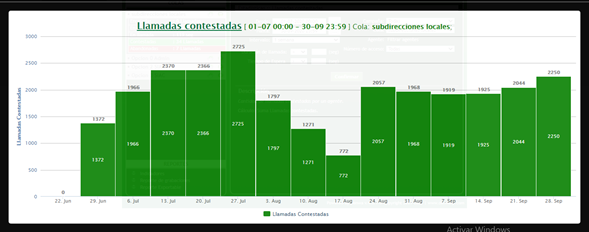 Llamadas contestadas [ 01-07 00:00 - 30-09 23:59 ] Cola: subdirecciones locales;
3000
2500
2000
1500
1000
500
0
Llamadas Contestadas
0
1372
1966
2370
2366
2725
1797
1271
772
2057
1968
1919
1925
2044
2250
1372
1966
2370
2366
2725
1797
1271
772
2057
1968
1919
1925
2044
2250
22. Jun
29. Jun
6. Jul
13. Jul
20. Jul
27. Jul
3. Aug
10. Aug
17. Aug
24. Aug
31. Aug
7. Sep
14. Sep
21. Sep
28. Sep
Llamadas Contestadas
Activar Windows